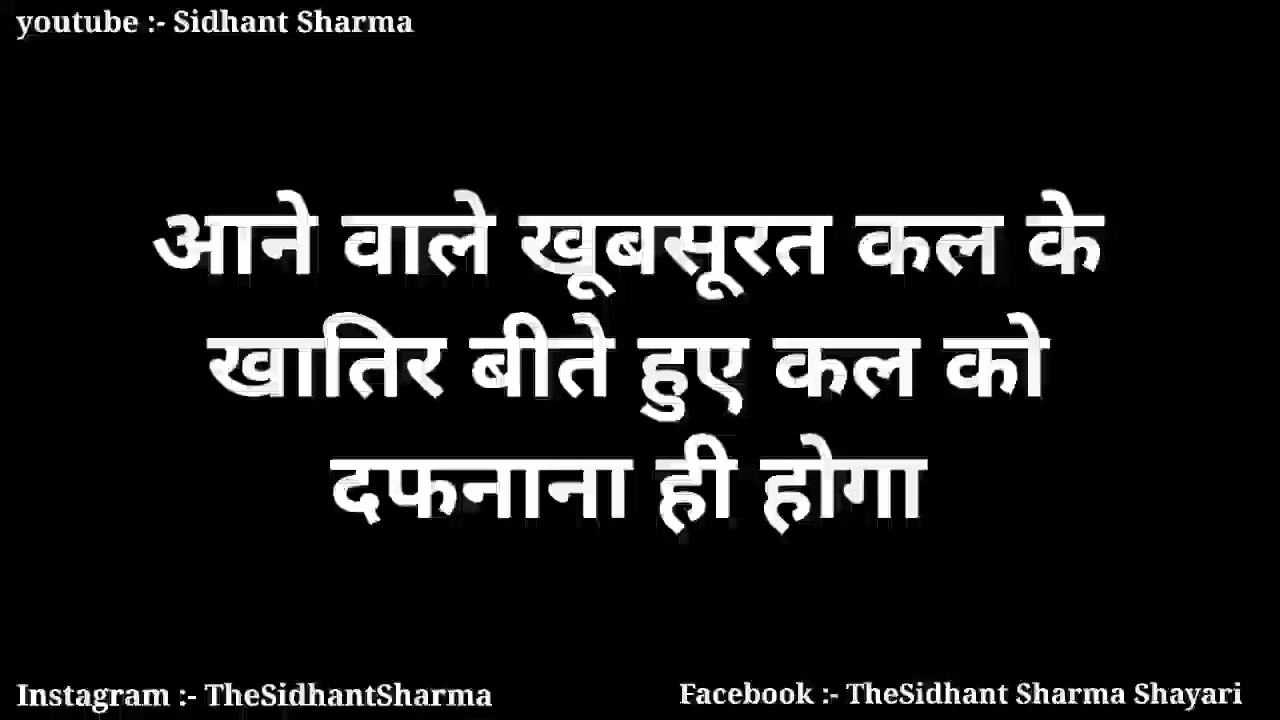 youtube :- Sidhant Sharma
आने वाले खूबसूरत कल के
खातिर बीते हुए कल को
दफनाना ही होगा
Instagram :- TheSidhantSharma
Facebook :- TheSidhant Sharma Shayari